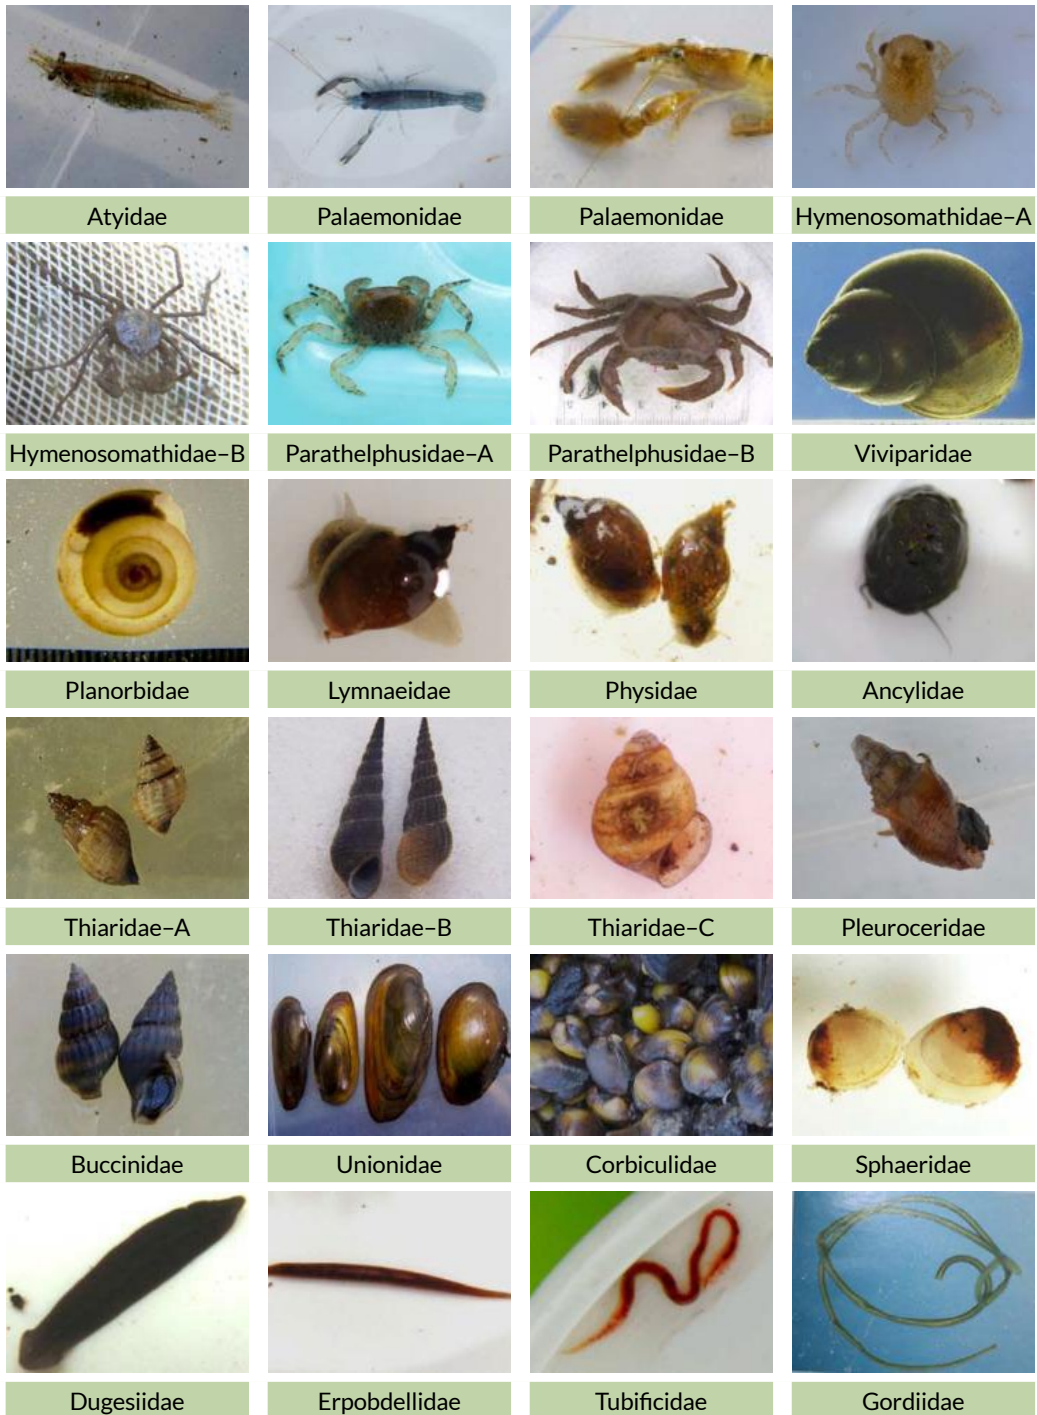 Atyidae
Palaemonidae
Palaemonidae
Hymenosomathidae–A
Hymenosomathidae–B
Parathelphusidae–A
Parathelphusidae–B
Viviparidae
Planorbidae
Lymnaeidae
Physidae
Ancylidae
Thiaridae–A
Thiaridae–B
Thiaridae–C
Pleuroceridae
Buccinidae
Unionidae
Corbiculidae
Sphaeridae
Dugesiidae
Erpobdellidae
Tubificidae
Gordiidae